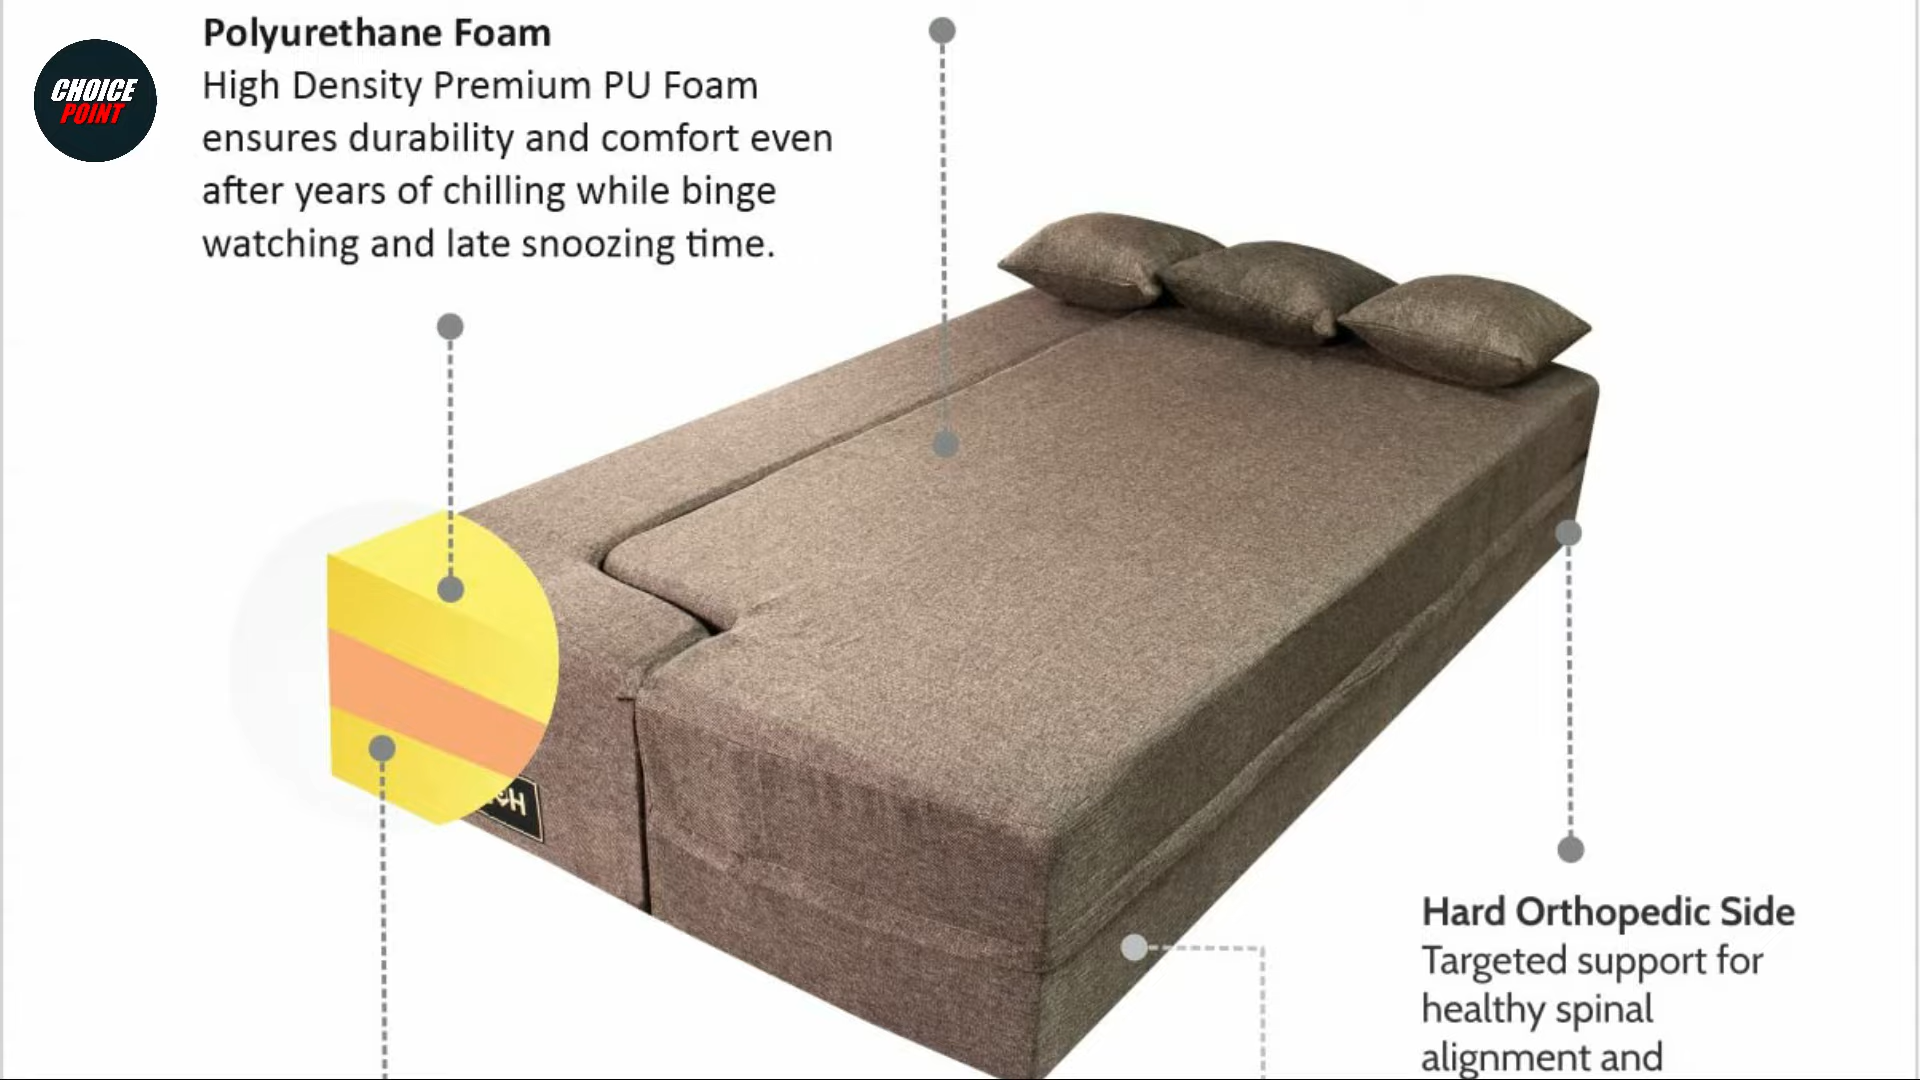 Polyurethane Foam
High Density Premium PU Foam
ensures durability and comfort even
after years of chilling while binge
watching and late snoozing time.
CHOICE
POINT
Hard Orthopedic Side
Targeted support for
healthy spinal
alignment and